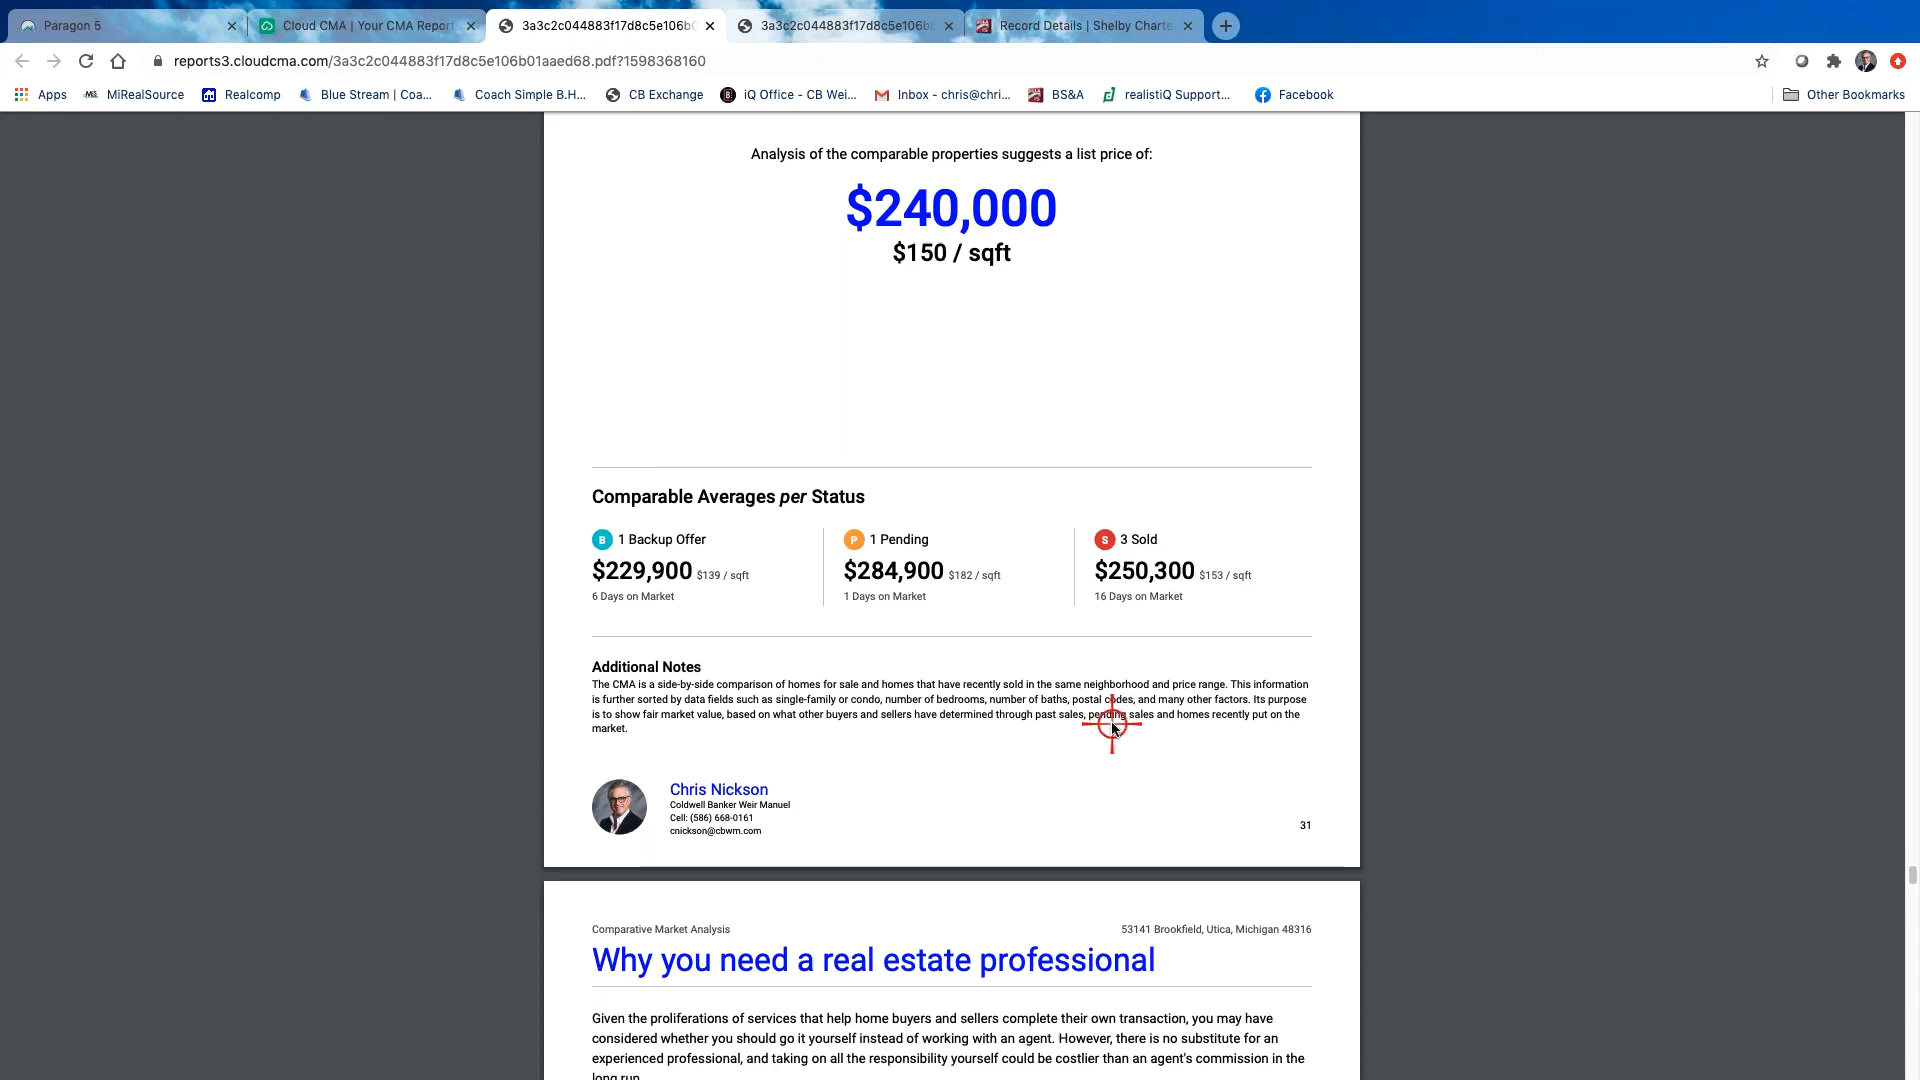 Paragon 5
Cloud CMA | Your CMA Report
3a3c2c044883f17d8c5e106b0
3a3c2c044883f17d8c5e106b0
Record Details | Shelby Charte
reports3.cloudcma.com/3a3c2c044883f17d8c5e106b01aaed68.pdf?1598368160
Apps
MiRealSource
Realcomp
Blue Stream | Coa...
Coach Simple B.H...
CB Exchange
iQ Office - CB Wei...
Inbox - chris@chri...
BS&A
realistiQ Support...
Facebook
Other Bookmarks
Analysis of the comparable properties suggests a list price of:
$240,000
$150 / sqft
Comparable Averages per Status
B 1 Backup Offer
$229,900 $139 / sqft
6 Days on Market
P 1 Pending
$284,900 $182 / sqft
1 Days on Market
S 3 Sold
$250,300 $153 / sqft
16 Days on Market
Additional Notes
The CMA is a side-by-side comparison of homes for sale and homes that have recently sold in the same neighborhood and price range. This information
is further sorted by data fields such as single-family or condo, number of bedrooms, number of baths, postal codes, and many other factors. Its purpose
is to show fair market value, based on what other buyers and sellers have determined through past sales, pending sales and homes recently put on the
market.
Chris Nickson
Coldwell Banker Weir Manuel
Cell: (586) 668-0161
cnickson@cbwm.com
31
Comparative Market Analysis
53141 Brookfield, Utica, Michigan 48316
Why you need a real estate professional
Given the proliferations of services that help home buyers and sellers complete their own transaction, you may have
considered whether you should go it yourself instead of working with an agent. However, there is no substitute for an
experienced professional, and taking on all the responsibility yourself could be costlier than an agent's commission in the
long run.